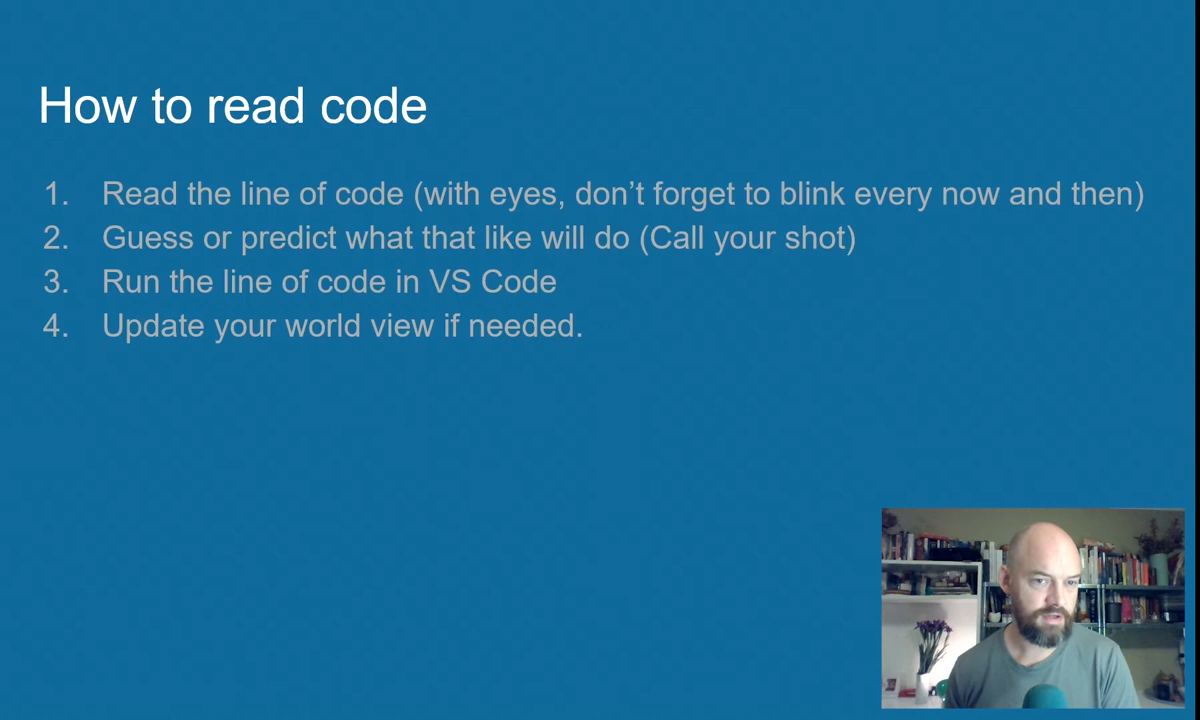 How to read code
1. Read the line of code (with eyes, don’t forget to blink every now and then)
2. Guess or predict what that like will do (Call your shot)
3. Run the line of code in VS Code
4. Update your world view if needed.